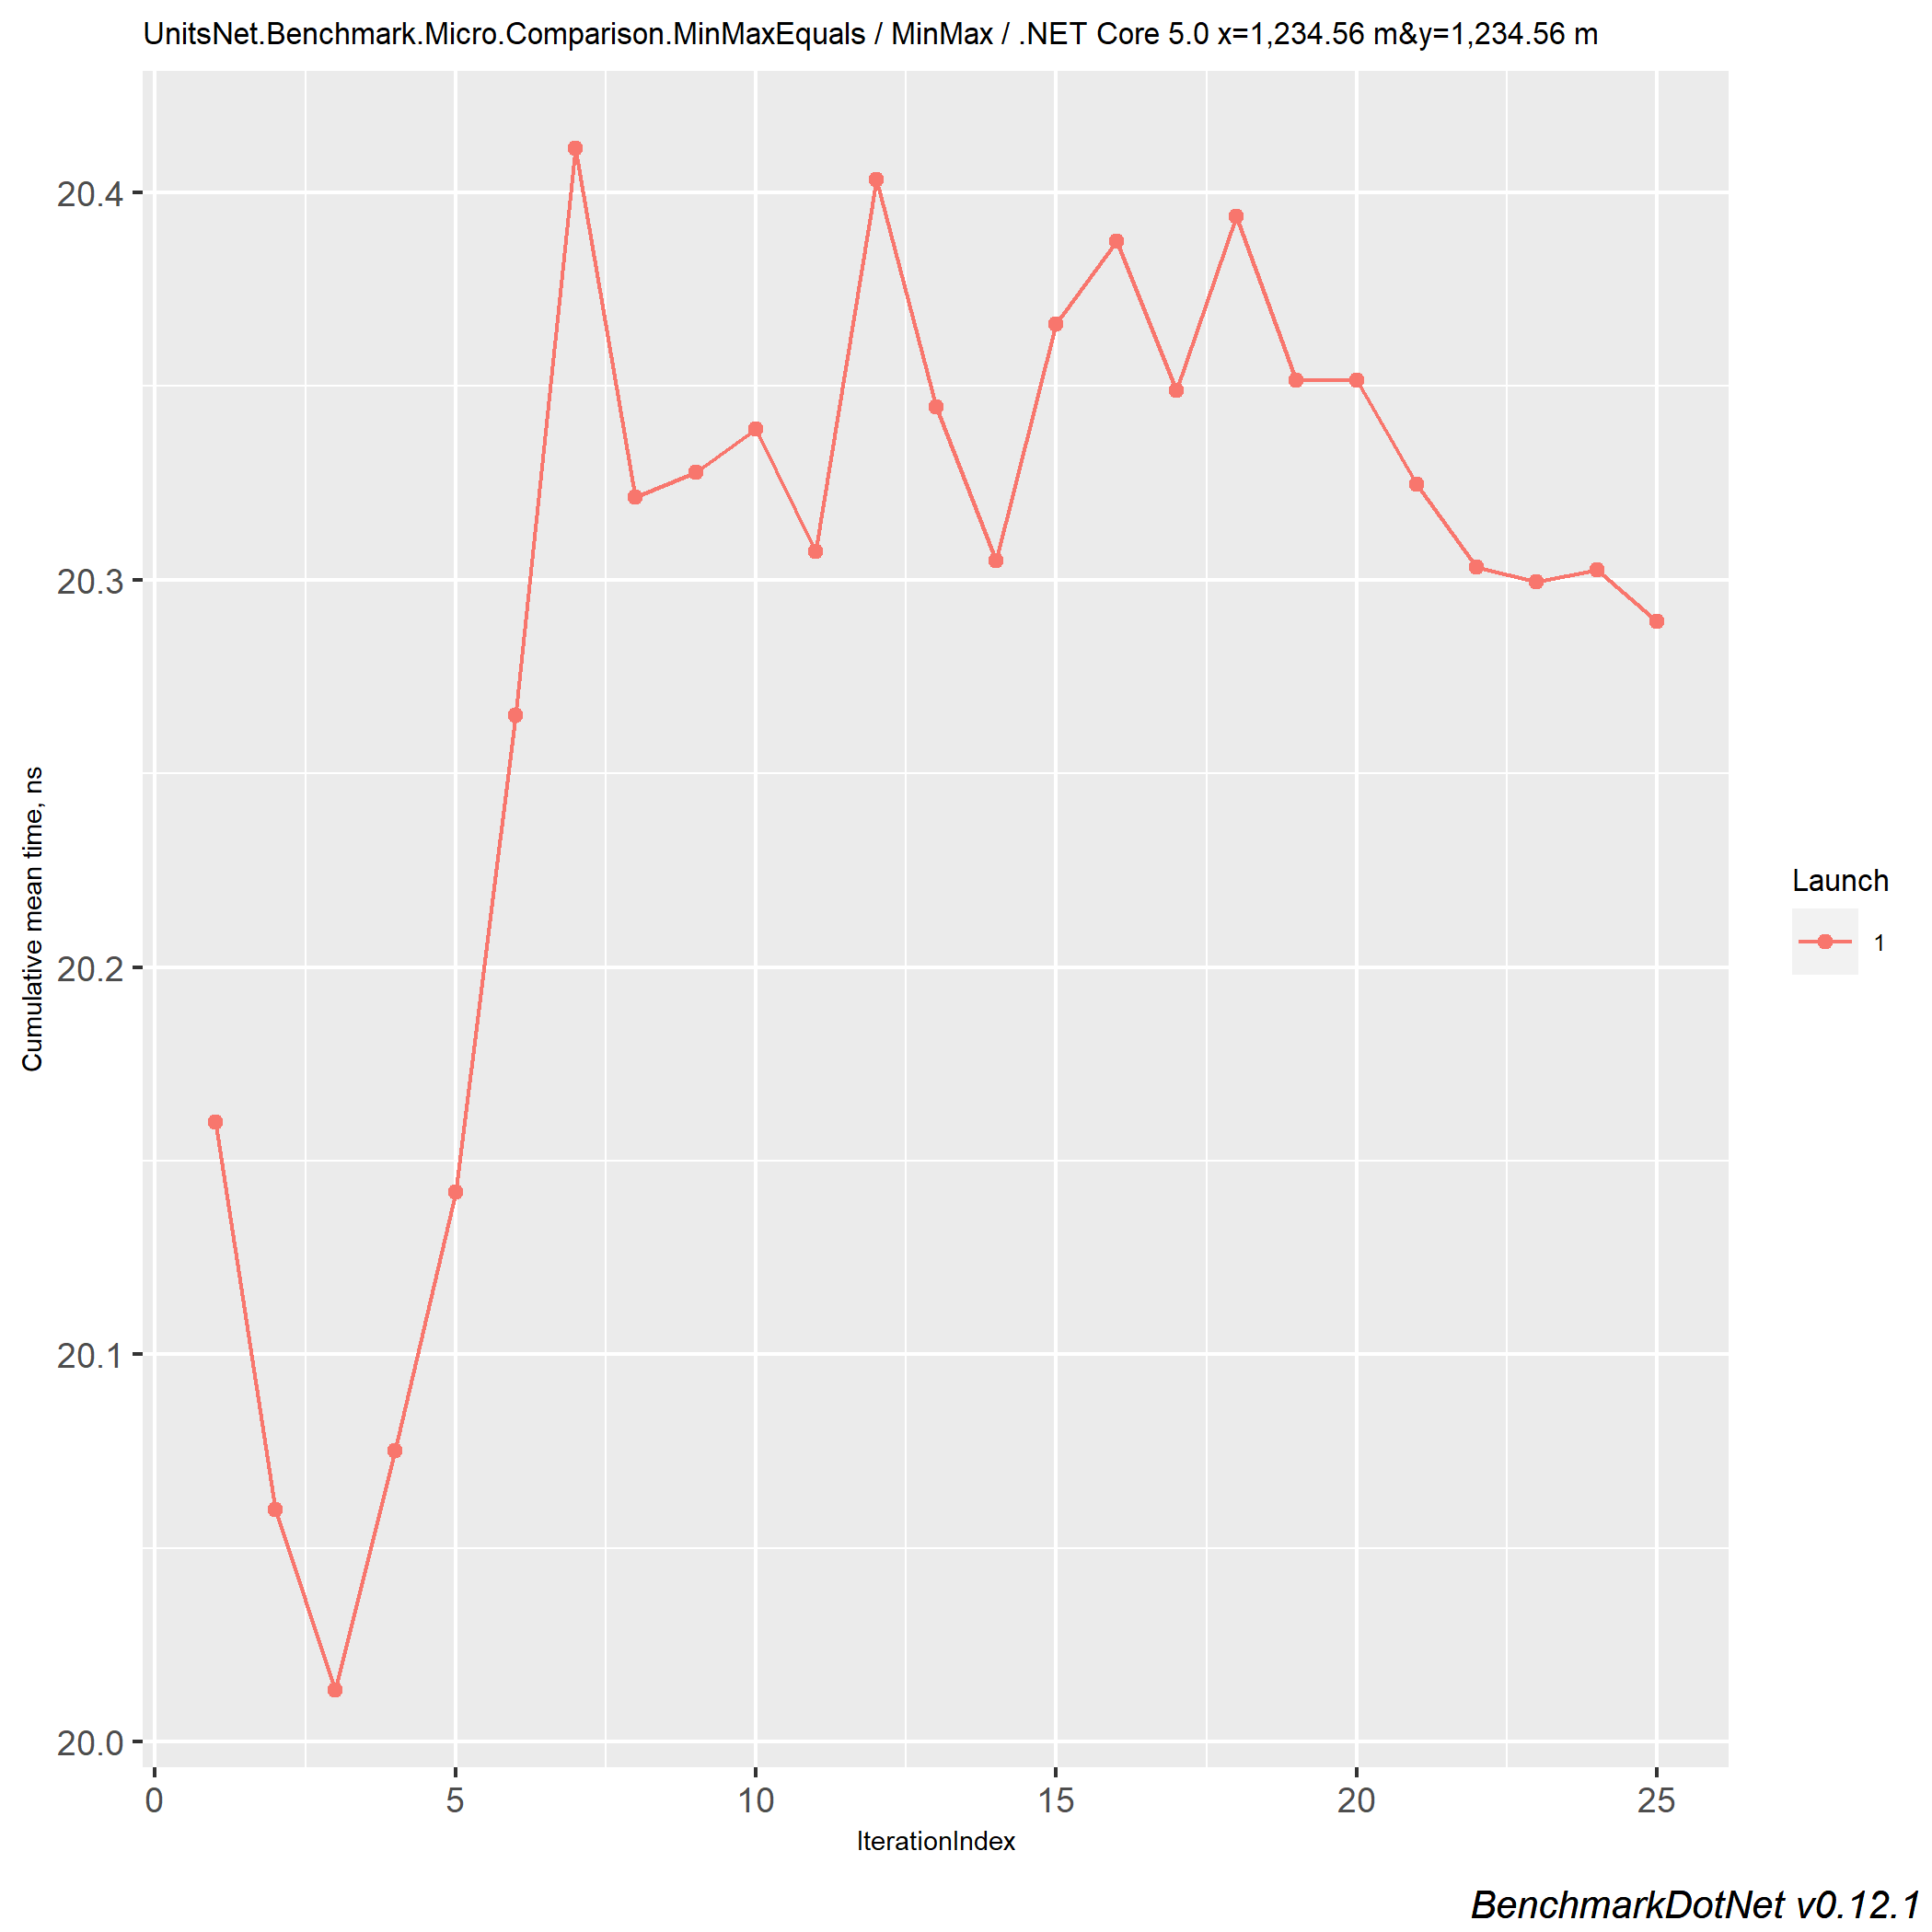 UnitsNet.Benchmark.Micro.Comparison.MinMaxEquals / MinMax / .NET Core 5.0 x=1,234.56 m&y=1,234.56 m
20.4
20.3
20.2
20.1
20.0
Cumulative mean time, ns
0 5 10 15 20 25
IterationIndex
Launch
1
BenchmarkDotNet v0.12.1